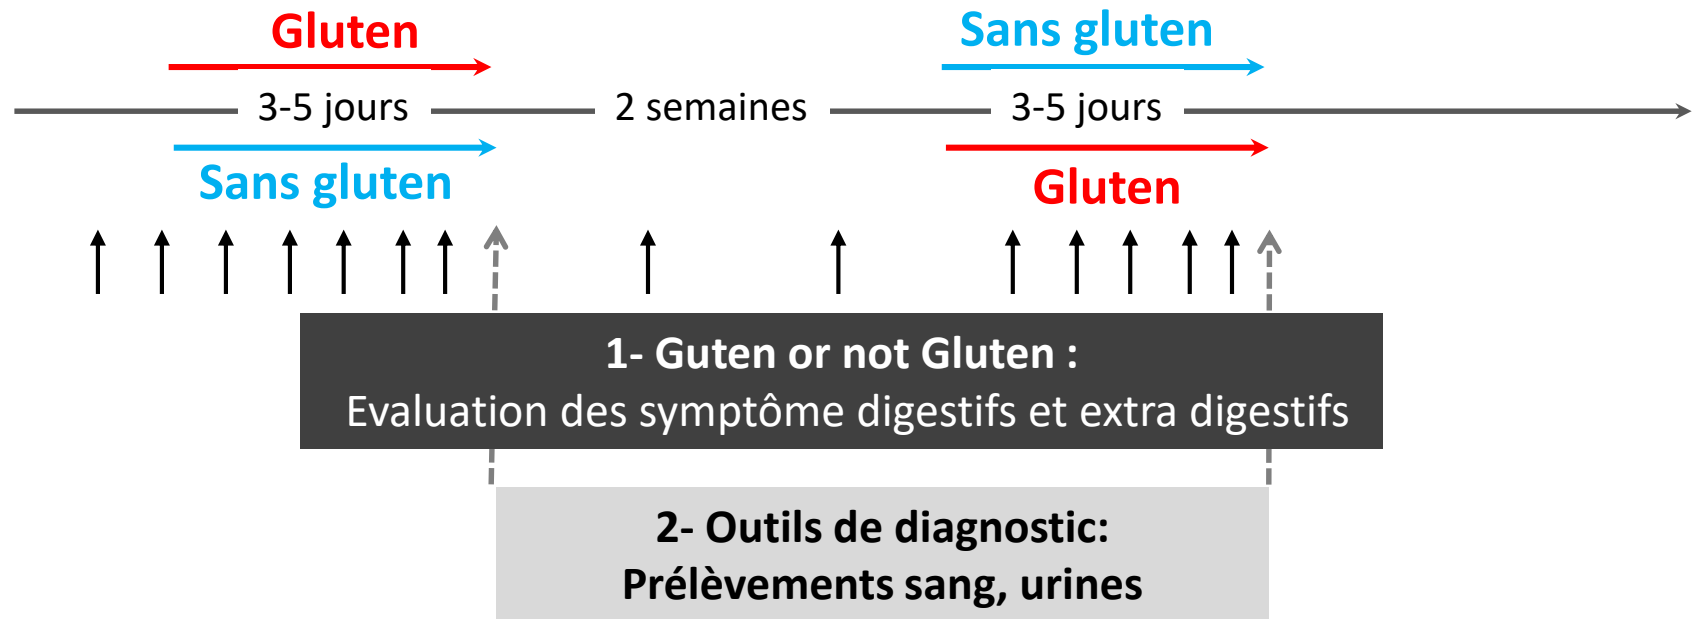 Gluten
Sans gluten
3-5 jours
2 semaines
3-5 jours
Sans gluten
Gluten
1- Guten or not Gluten :
Evaluation des symptôme digestifs et extra digestifs
2- Outils de diagnostic:
Prélèvements sang, urines